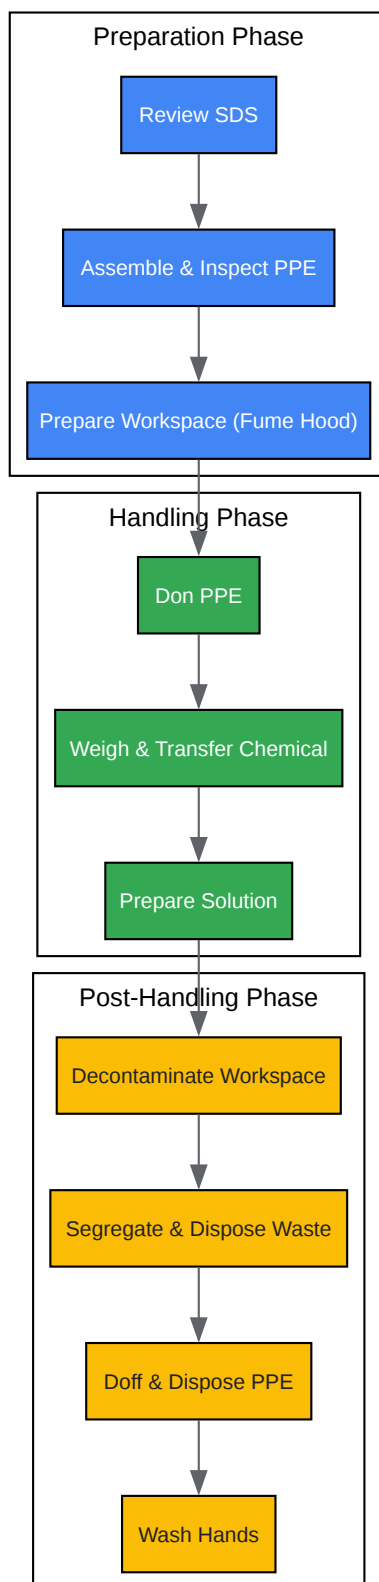 Preparation Phase
Review SDS
Assemble & Inspect PPE
Prepare Workspace (Fume Hood)
Handling Phase
Don PPE
Weigh & Transfer Chemical
Prepare Solution
Post-Handling Phase
Decontaminate Workspace
Segregate & Dispose Waste
Doff & Dispose PPE
Wash Hands